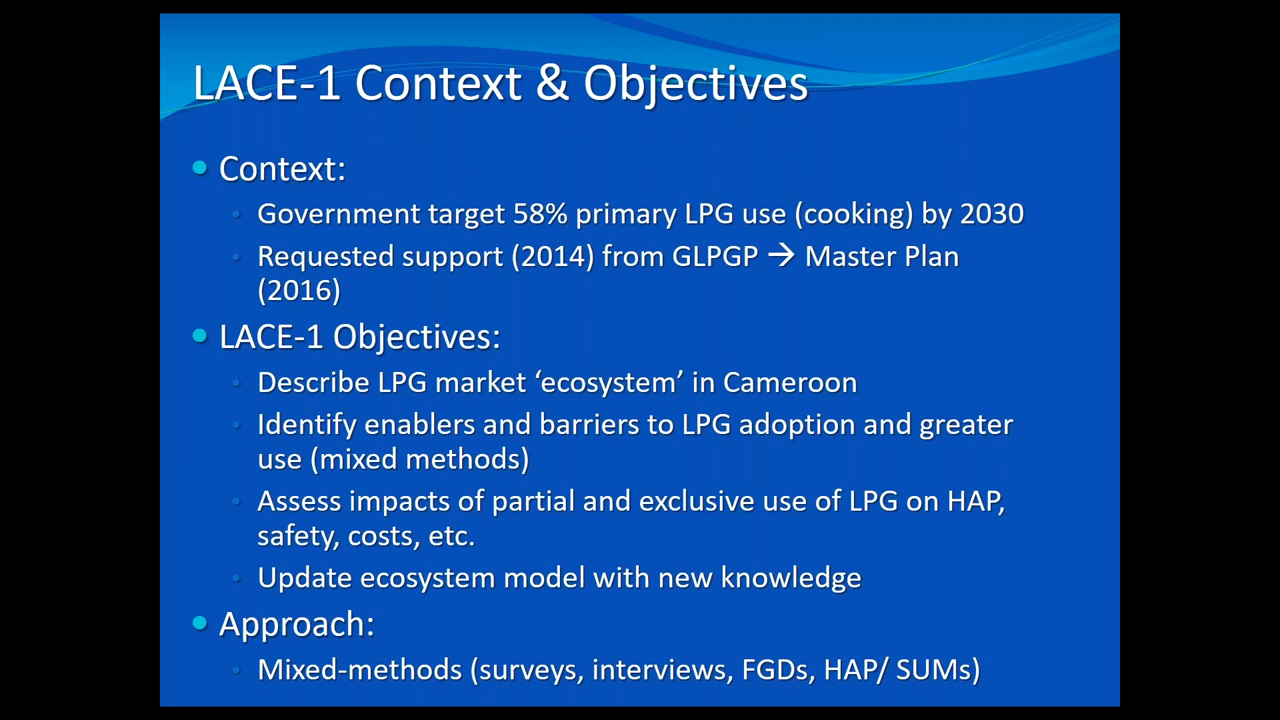 LACE-1 Context & Objectives
• Context:
• Government target 58% primary LPG use (cooking) by 2030
• Requested support (2014) from GLPGP → Master Plan
(2016)
• LACE-1 Objectives:
• Describe LPG market ‘ecosystem’ in Cameroon
• Identify enablers and barriers to LPG adoption and greater
use (mixed methods)
• Assess impacts of partial and exclusive use of LPG on HAP,
safety, costs, etc.
• Update ecosystem model with new knowledge
• Approach:
• Mixed-methods (surveys, interviews, FGDs, HAP/ SUMs)